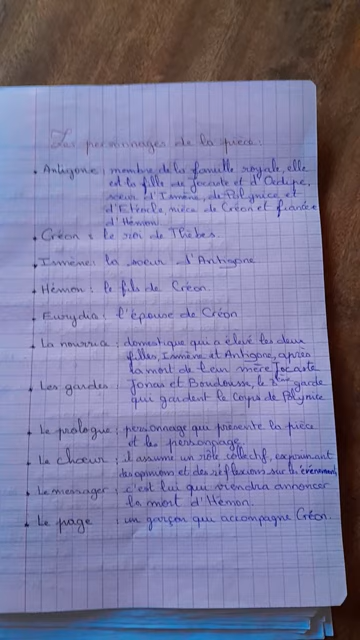 Les personnages de la pièce:
. Antigone : membre de la famille royale, elle
est la fille de Jocaste et d'Oedipe,
soeur d'Ismène, de Polynice et
d'Etéocle, nièce de Créon et fiancée
d'Hémon.
. Créon : le roi de Thèbes.
. Ismène : la soeur d'Antigone
. Hémon : le fils de Créon
. Eurydia : l'épouse de Créon
. La nourrice : domestique qui a élevé les deux
filles, Ismène et Antigone, après
la mort de leur mère Jocaste
. Les gardes : Jonas et Boudousse, le 3ème garde
qui gardent le Corps de Polynice
. Le prologue : personnage qui présente la pièce
et les personnages
. Le choeur : il assume un rôle collectif, exprimant
des opinions et des réflexions sur les évènements
. Le messager : c'est lui qui viendra annoncer
la mort d'Hémon.
. Le page : un garçon qui accompagne Créon.